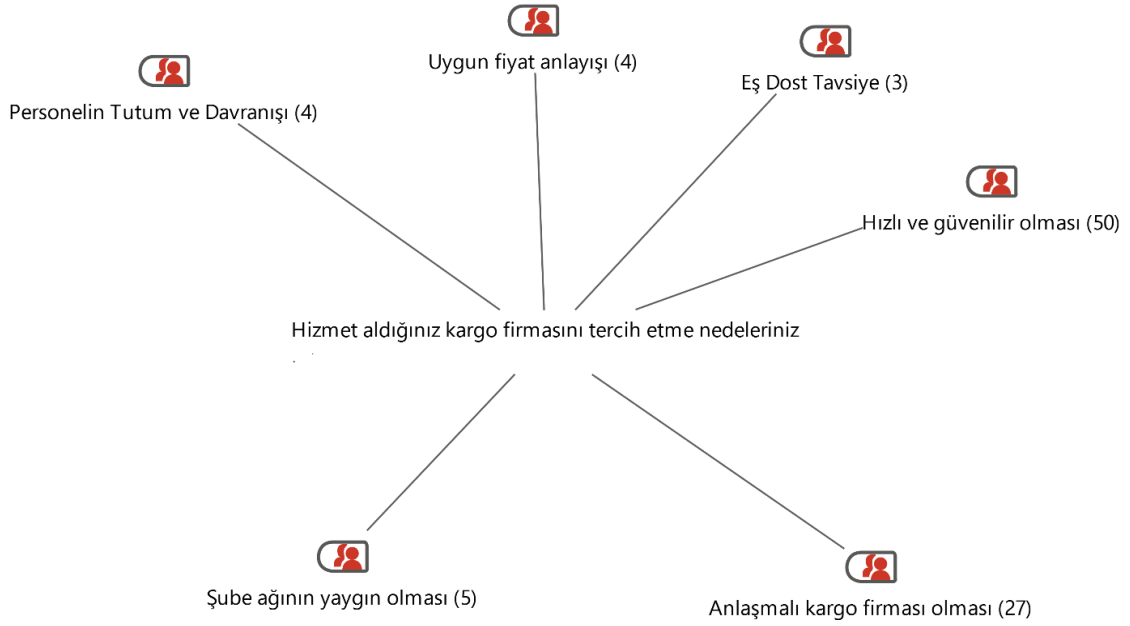 Uygun fiyat anlayışı (4)
Eş Dost Tavsiye (3)
Personelin Tutum ve Davranışı (4)
Hızlı ve güvenilir olması (50)
Hizmet aldığınız kargo firmasını tercih etme nedeleriniz
Şube ağının yaygın olması (5)
Anlaşmalı kargo firması olması (27)